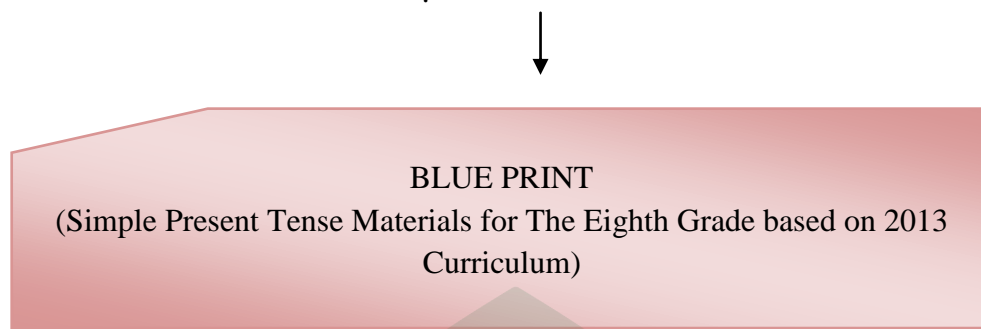 BLUE PRINT
(Simple Present Tense Materials for The Eighth Grade based on 2013
Curriculum)